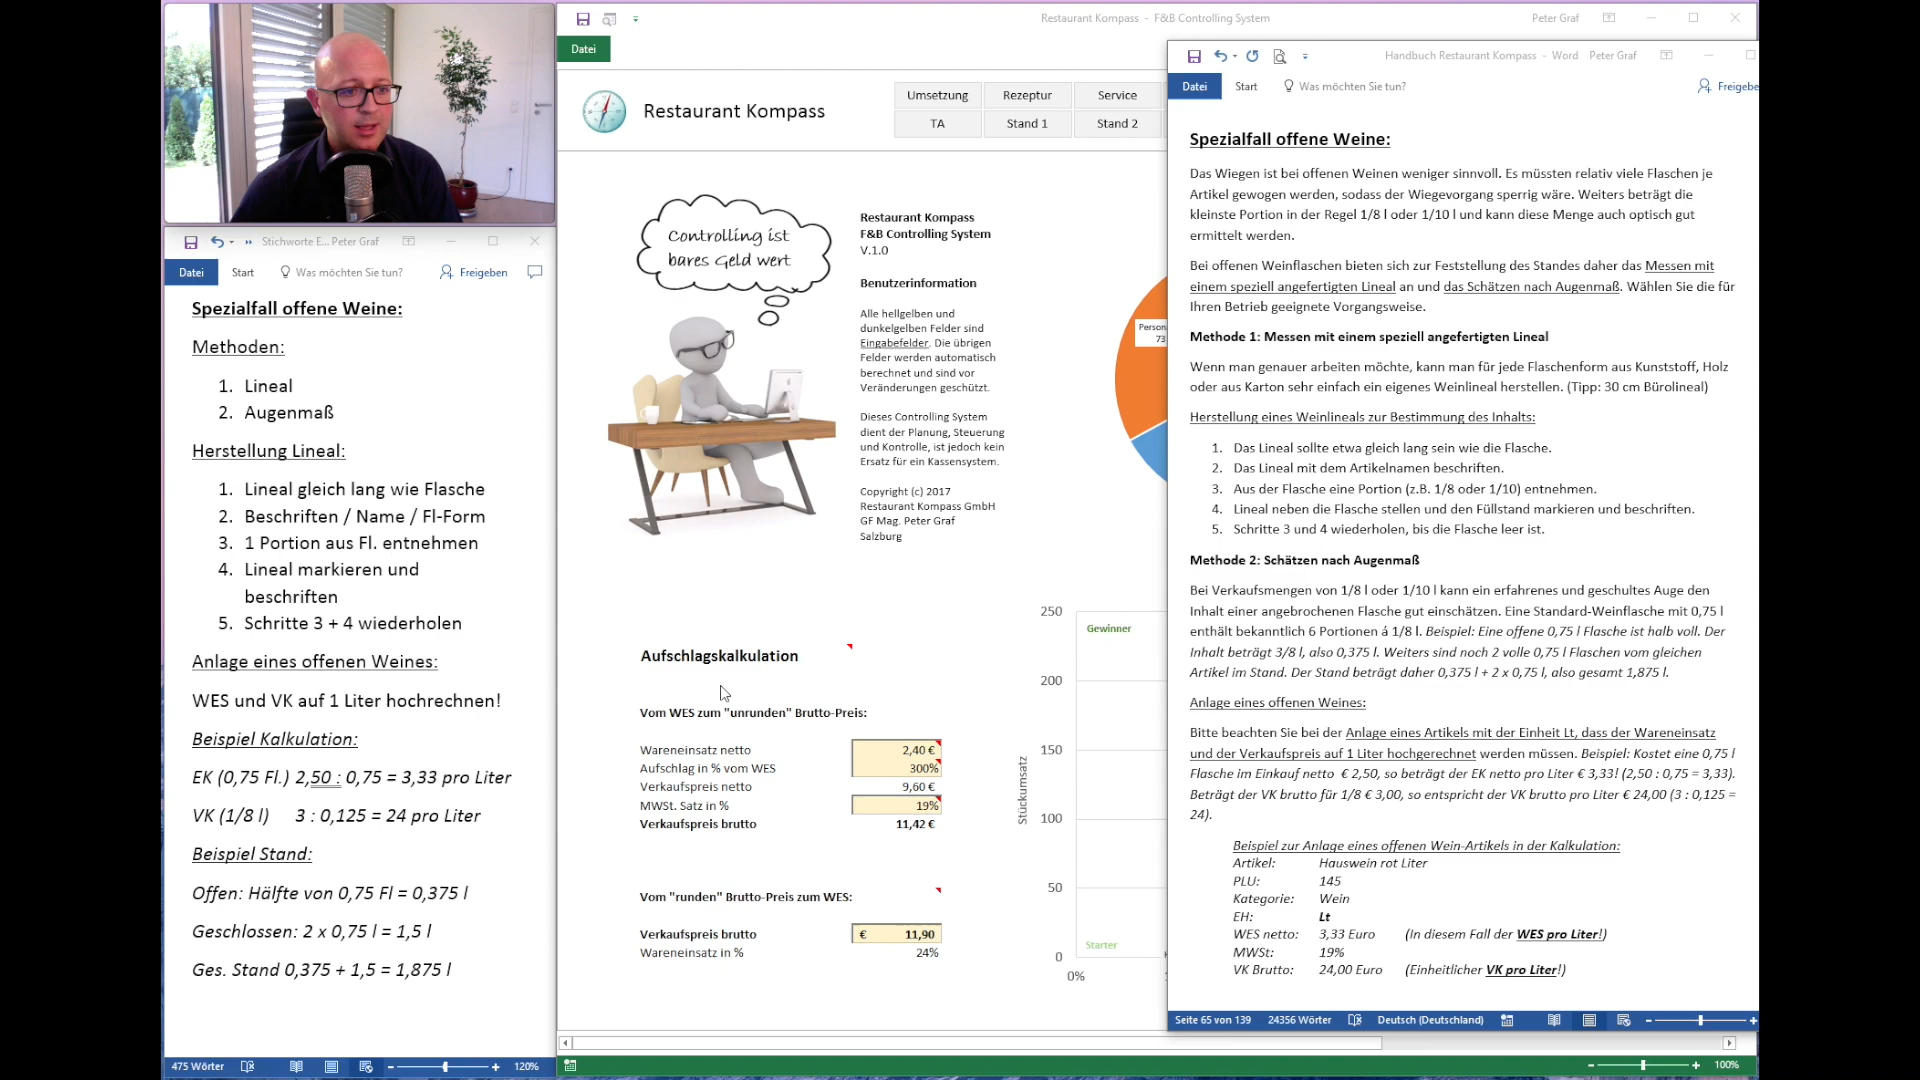 Stichworte E... Peter Graf
Datei Start Was möchten Sie tun? Freigeben
Spezialfall offene Weine:
Methoden:
1. Lineal
2. Augenmaß
Herstellung Lineal:
1. Lineal gleich lang wie Flasche
2. Beschriften / Name / Fl-Form
3. 1 Portion aus Fl. entnehmen
4. Lineal markieren und
beschriften
5. Schritte 3 + 4 wiederholen
Anlage eines offenen Weines:
WES und VK auf 1 Liter hochrechnen!
Beispiel Kalkulation:
EK (0,75 Fl.) 2,50 : 0,75 = 3,33 pro Liter
VK (1/8 l) 3 : 0,125 = 24 pro Liter
Beispiel Stand:
Offen: Hälfte von 0,75 Fl = 0,375 l
Geschlossen: 2 x 0,75 l = 1,5 l
Ges. Stand 0,375 + 1,5 = 1,875 l
475 Wörter 120%
Restaurant Kompass - F&B Controlling System Peter Graf
Datei
Restaurant Kompass
Umsetzung Rezeptur Service
TA Stand 1 Stand 2
Controlling ist
bares Geld wert
Restaurant Kompass
F&B Controlling System
V.1.0
Benutzerinformation
Alle hellgelben und
dunkelgelben Felder sind
Eingabefelder. Die übrigen
Felder werden automatisch
berechnet und sind vor
Veränderungen geschützt.
Dieses Controlling System
dient der Planung, Steuerung
und Kontrolle, ist jedoch kein
Ersatz für ein Kassensystem.
Copyright (c) 2017
Restaurant Kompass GmbH
GF Mag. Peter Graf
Salzburg
Person
73
Aufschlagskalkulation
Vom WES zum "unrunden" Brutto-Preis:
Wareneinsatz netto 2,40 €
Aufschlag in % vom WES 300%
Verkaufspreis netto 9,60 €
MWSt. Satz in % 19%
Verkaufspreis brutto 11,42 €
Vom "runden" Brutto-Preis zum WES:
Verkaufspreis brutto € 11,90
Wareneinsatz in % 24%
Stückumsatz
250
Gewinner
200
150
100
50
Starter
0
0%
100%
Handbuch Restaurant Kompass - Word Peter Graf
Datei Start Was möchten Sie tun? Freigebe
Spezialfall offene Weine:
Das Wiegen ist bei offenen Weinen weniger sinnvoll. Es müssten relativ viele Flaschen je
Artikel gewogen werden, sodass der Wiegevorgang sperrig wäre. Weiters beträgt die
kleinste Portion in der Regel 1/8 l oder 1/10 l und kann diese Menge auch optisch gut
ermittelt werden.
Bei offenen Weinflaschen bieten sich zur Feststellung des Standes daher das Messen mit
einem speziell angefertigten Lineal an und das Schätzen nach Augenmaß. Wählen Sie die für
Ihren Betrieb geeignete Vorgangsweise.
Methode 1: Messen mit einem speziell angefertigten Lineal
Wenn man genauer arbeiten möchte, kann man für jede Flaschenform aus Kunststoff, Holz
oder aus Karton sehr einfach ein eigenes Weinlineal herstellen. (Tipp: 30 cm Bürolineal)
Herstellung eines Weinlineals zur Bestimmung des Inhalts:
1. Das Lineal sollte etwa gleich lang sein wie die Flasche.
2. Das Lineal mit dem Artikelnamen beschriften.
3. Aus der Flasche eine Portion (z.B. 1/8 oder 1/10) entnehmen.
4. Lineal neben die Flasche stellen und den Füllstand markieren und beschriften.
5. Schritte 3 und 4 wiederholen, bis die Flasche leer ist.
Methode 2: Schätzen nach Augenmaß
Bei Verkaufsmengen von 1/8 l oder 1/10 l kann ein erfahrenes und geschultes Auge den
Inhalt einer angebrochenen Flasche gut einschätzen. Eine Standard-Weinflasche mit 0,75 l
enthält bekanntlich 6 Portionen á 1/8 l. Beispiel: Eine offene 0,75 l Flasche ist halb voll. Der
Inhalt beträgt 3/8 l, also 0,375 l. Weiters sind noch 2 volle 0,75 l Flaschen vom gleichen
Artikel im Stand. Der Stand beträgt daher 0,375 l + 2 x 0,75 l, also gesamt 1,875 l.
Anlage eines offenen Weines:
Bitte beachten Sie bei der Anlage eines Artikels mit der Einheit Lt, dass der Wareneinsatz
und der Verkaufspreis auf 1 Liter hochgerechnet werden müssen. Beispiel: Kostet eine 0,75 l
Flasche im Einkauf netto € 2,50, so beträgt der EK netto pro Liter € 3,33! (2,50 : 0,75 = 3,33).
Beträgt der VK brutto für 1/8 € 3,00, so entspricht der VK brutto pro Liter € 24,00 (3 : 0,125 =
24).
Beispiel zur Anlage eines offenen Wein-Artikels in der Kalkulation:
Artikel: Hauswein rot Liter
PLU: 145
Kategorie: Wein
EH: Lt
WES netto: 3,33 Euro (In diesem Fall der WES pro Liter!)
MWSt: 19%
VK Brutto: 24,00 Euro (Einheitlicher VK pro Liter!)
Seite 65 von 139 24356 Wörter Deutsch (Deutschland)